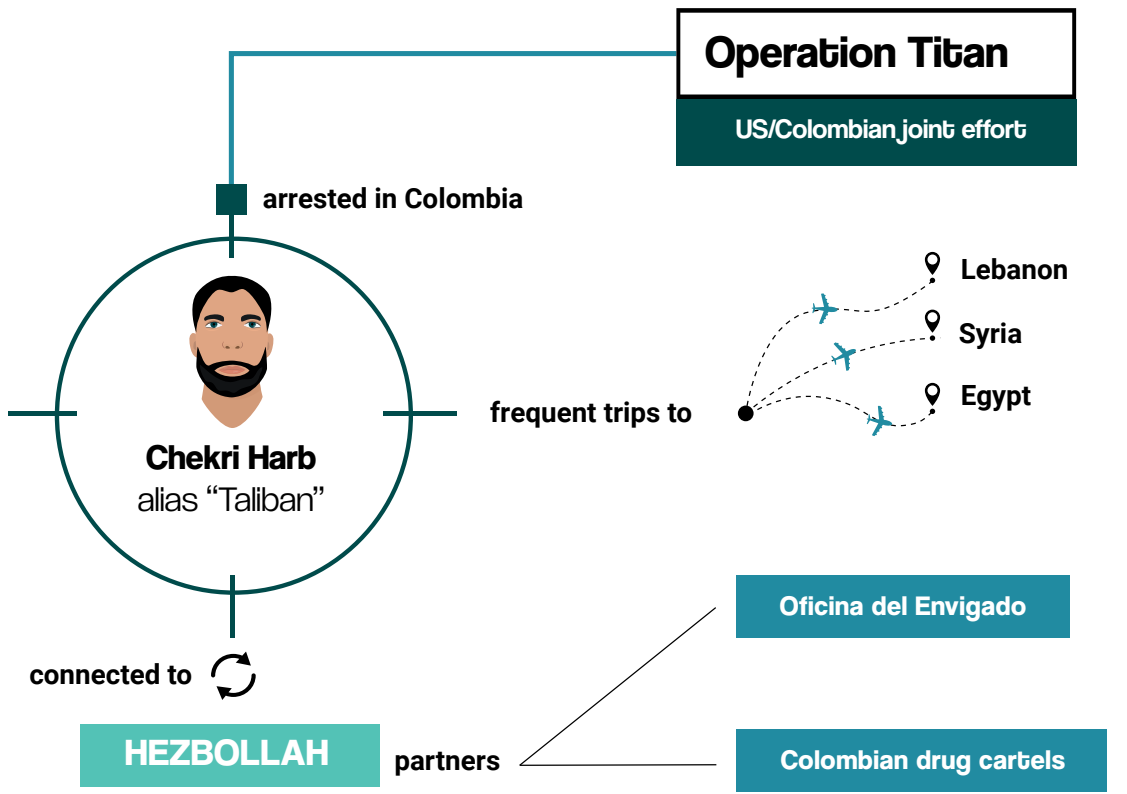 Operation Titan
US/Colombian joint effort
arrested in Colombia
Lebanon
Syria
Egypt
frequent trips to
Chekri Harb
alias “Taliban”
Oficina del Envigado
connected to
HEZBOLLAH
partners
Colombian drug cartels